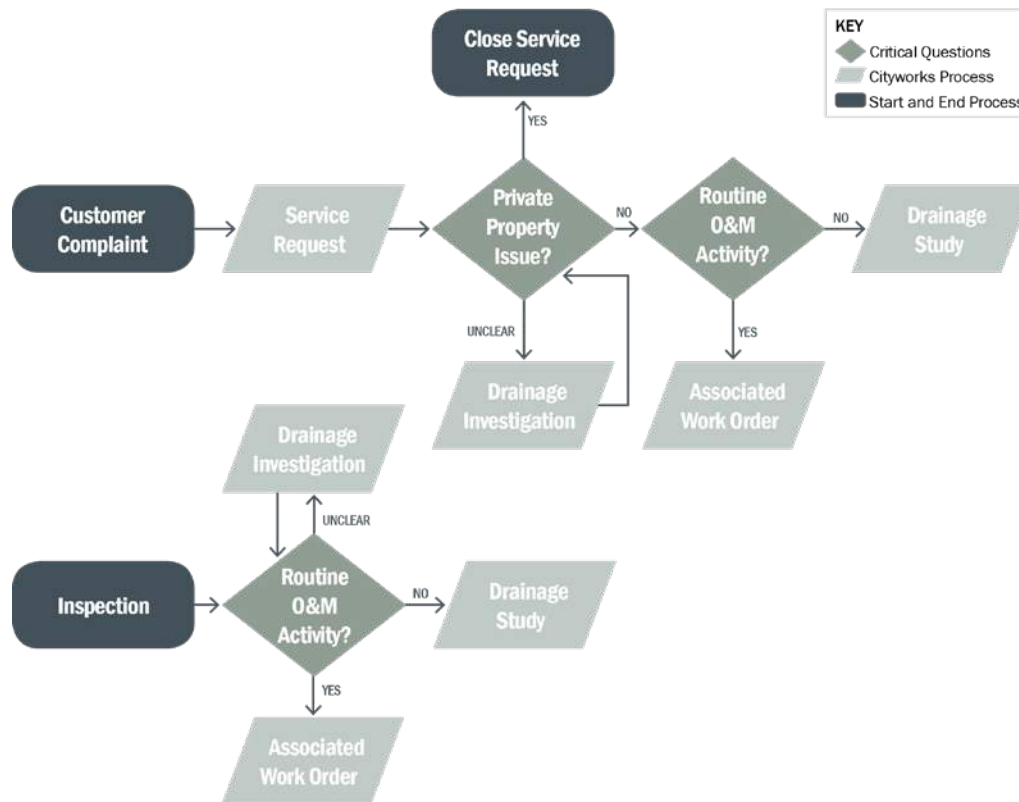 Close Service
Request
KEY
Critical Questions
Cityworks Process
Start and End Process
YES
Customer
Complaint
Service
Request
Private
Property
Issue?
NO
Routine
O&M
Activity?
NO
Drainage
Study
UNCLEAR
YES
Drainage
Investigation
Associated
Work Order
Drainage
Investigation
UNCLEAR
Inspection
Routine
O&M
Activity?
NO
Drainage
Study
YES
Associated
Work Order